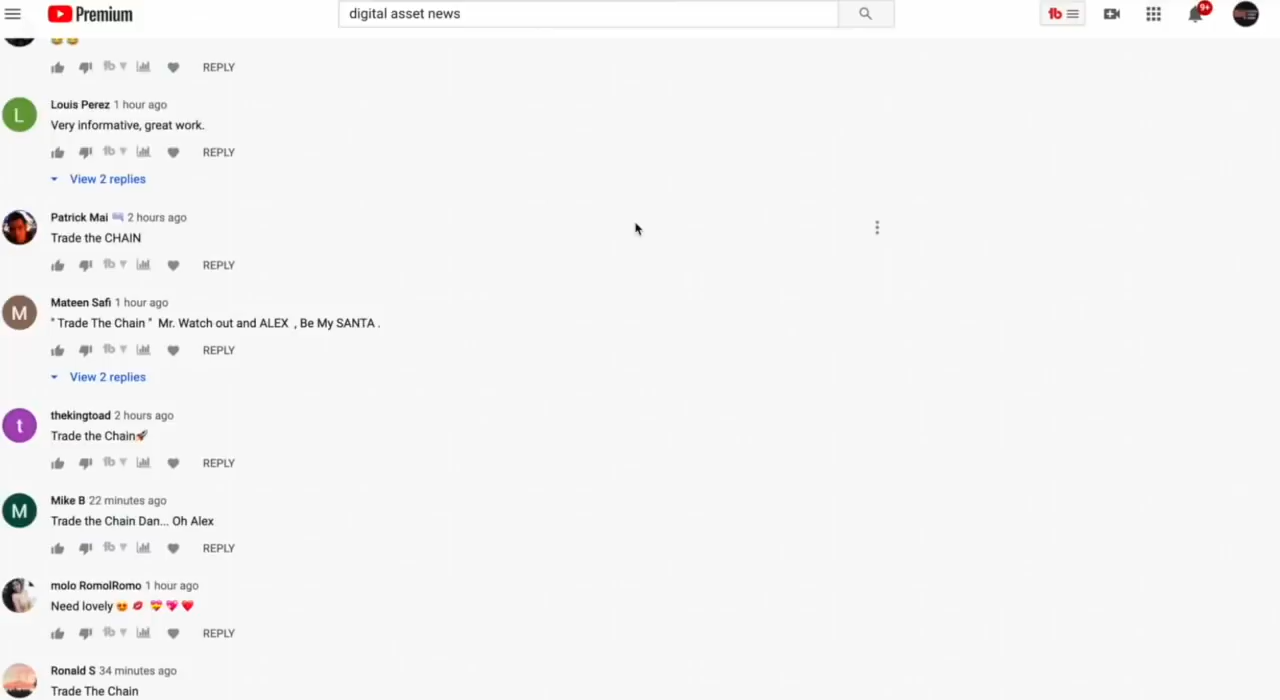 Premium
digital asset news
9+
REPLY
Louis Perez 1 hour ago
Very informative, great work.
REPLY
View 2 replies
Patrick Mai 2 hours ago
Trade the CHAIN
REPLY
Mateen Safi 1 hour ago
" Trade The Chain " Mr. Watch out and ALEX , Be My SANTA .
REPLY
View 2 replies
thekingtoad 2 hours ago
Trade the Chain🚀
REPLY
Mike B 22 minutes ago
Trade the Chain Dan... Oh Alex
REPLY
molo RomolRomo 1 hour ago
Need lovely 😍 💋 💝 💖 ❤️
REPLY
Ronald S 34 minutes ago
Trade The Chain